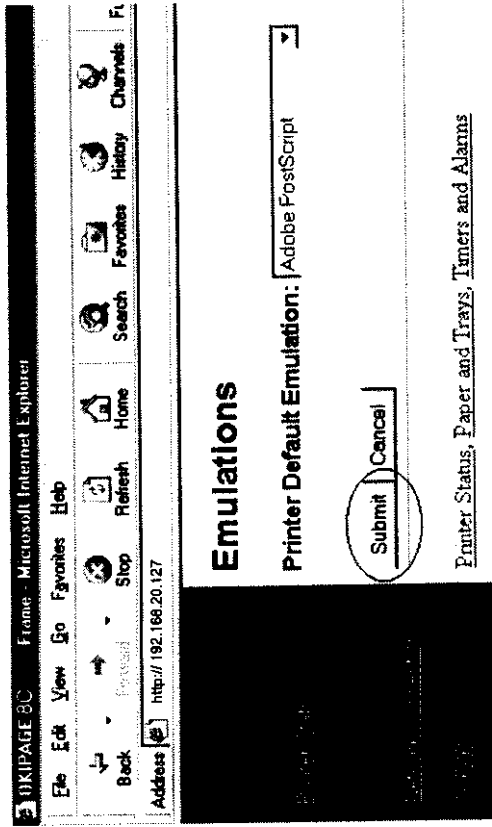 OKIPAGE 8C Frame - Microsoft Internet Explorer
File Edit View Go Favorites Help
Back Forward Stop Refresh Home Search Favorites History Channels Fu
Address http://192.168.20.127
Emulations
Printer Default Emulation: Adobe PostScript
Submit Cancel
Printer Status, Paper and Trays, Timers and Alarms